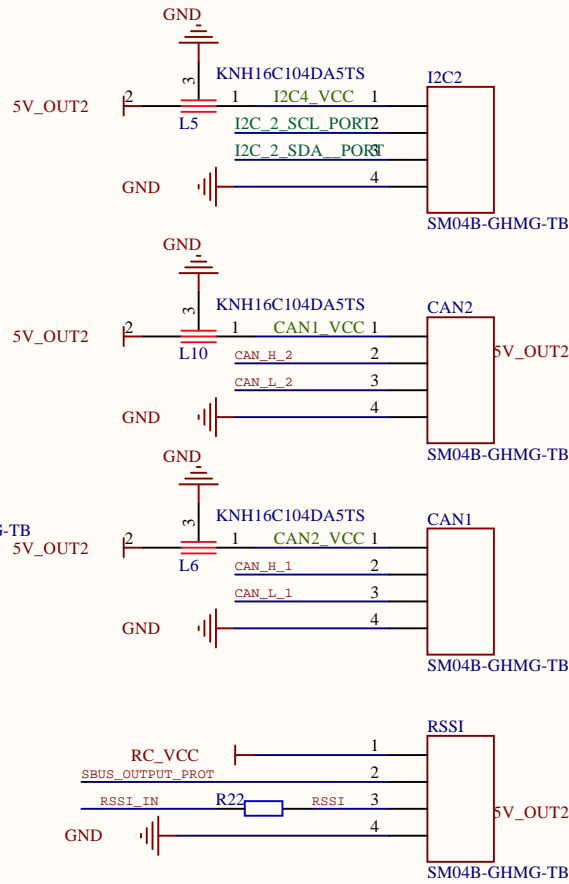 GND
3
KNH16C104DA5TS
I2C2
5V_OUT2
2
1
I2C4_VCC
1
L5
I2C_2_SCL_PORT
2
I2C_2_SDA__PORT
3
GND
4
SM04B-GHMG-TB
GND
3
KNH16C104DA5TS
CAN2
5V_OUT2
2
1
CAN1_VCC
1
5V_OUT2
L10
CAN_H_2
2
CAN_L_2
3
GND
4
SM04B-GHMG-TB
GND
3
KNH16C104DA5TS
CAN1
G-TB
5V_OUT2
2
1
CAN2_VCC
1
L6
CAN_H_1
2
CAN_L_1
3
GND
4
SM04B-GHMG-TB
RSSI
RC_VCC
1
SBUS_OUTPUT_PROT
2
RSSI_IN
R22
RSSI
3
5V_OUT2
GND
4
SM04B-GHMG-TB